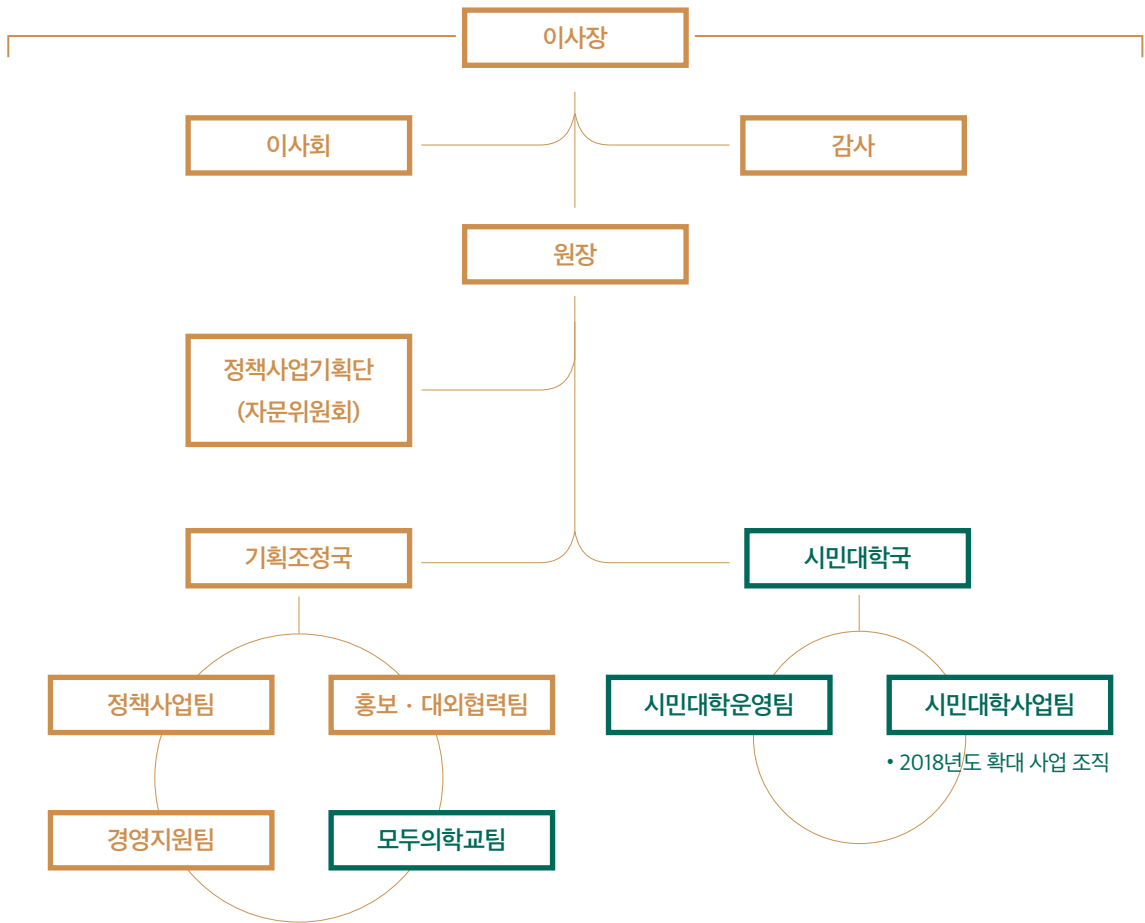 이사장
이사회
감사
원장
정책사업기획단
(자문위원회)
기획조정국
시민대학국
정책사업팀
홍보 · 대외협력팀
시민대학운영팀
시민대학사업팀
• 2018년도 확대 사업 조직
경영지원팀
모두의학교팀